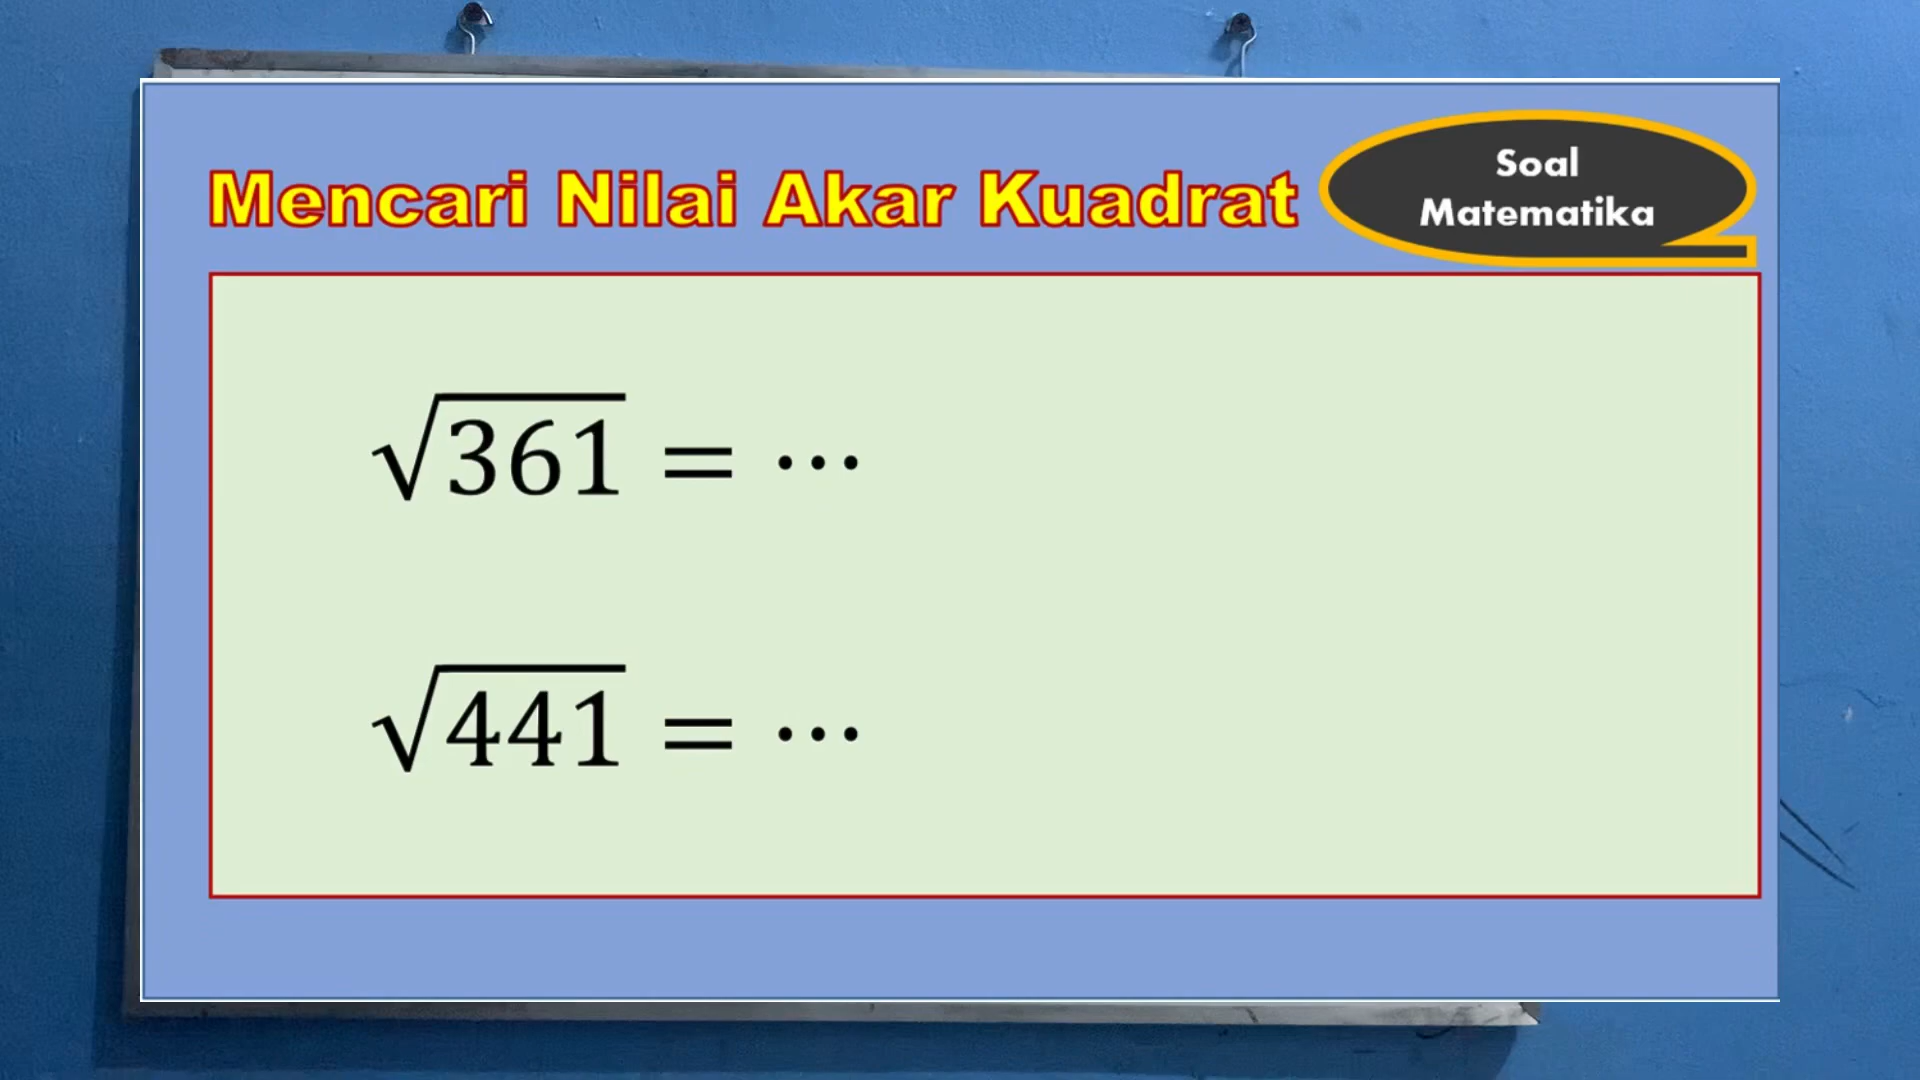 Mencari Nilai Akar Kuadrat
Soal
Matematika
√361 = ⋯
√441 = ⋯